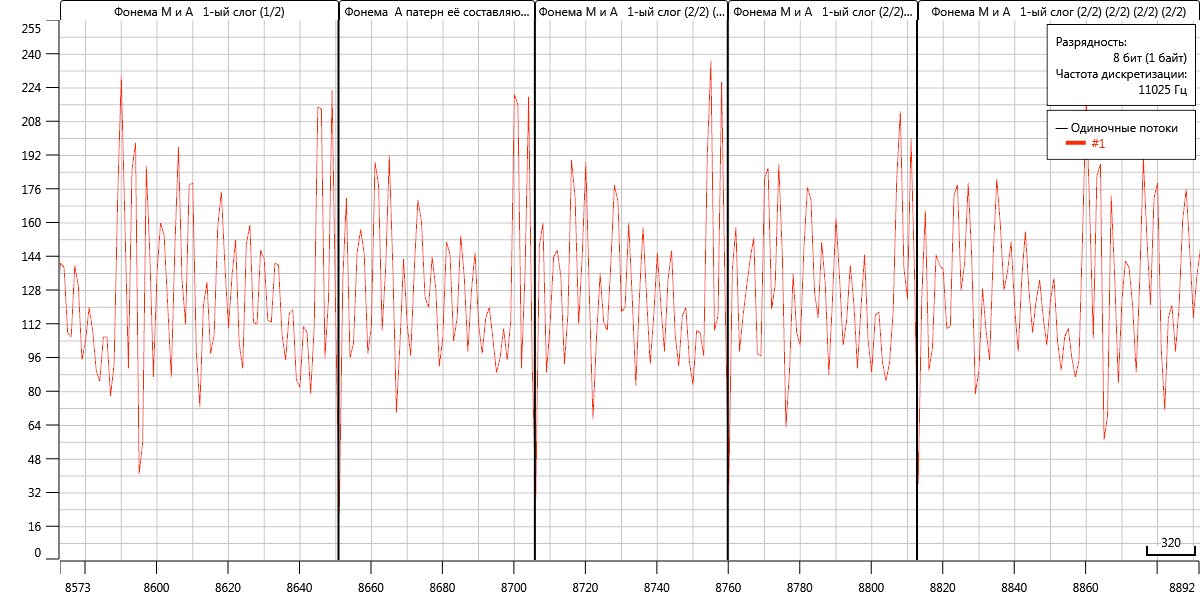 Фонема М и А   1-ый слог (1/2)
Фонема  А патерн её составляю...
Фонема М и А   1-ый слог (2/2) (...
Фонема М и А   1-ый слог (2/2)...
Фонема М и А   1-ый слог (2/2) (2/2) (2/2) (2/2)
Разрядность:
8 бит (1 байт)
Частота дискретизации:
11025 Гц
— Одиночные потоки
#1
255
240
224
208
192
176
160
144
128
112
96
80
64
48
32
16
0
320
8573 8600 8620 8640 8660 8680 8700 8720 8740 8760 8780 8800 8820 8840 8860 8892